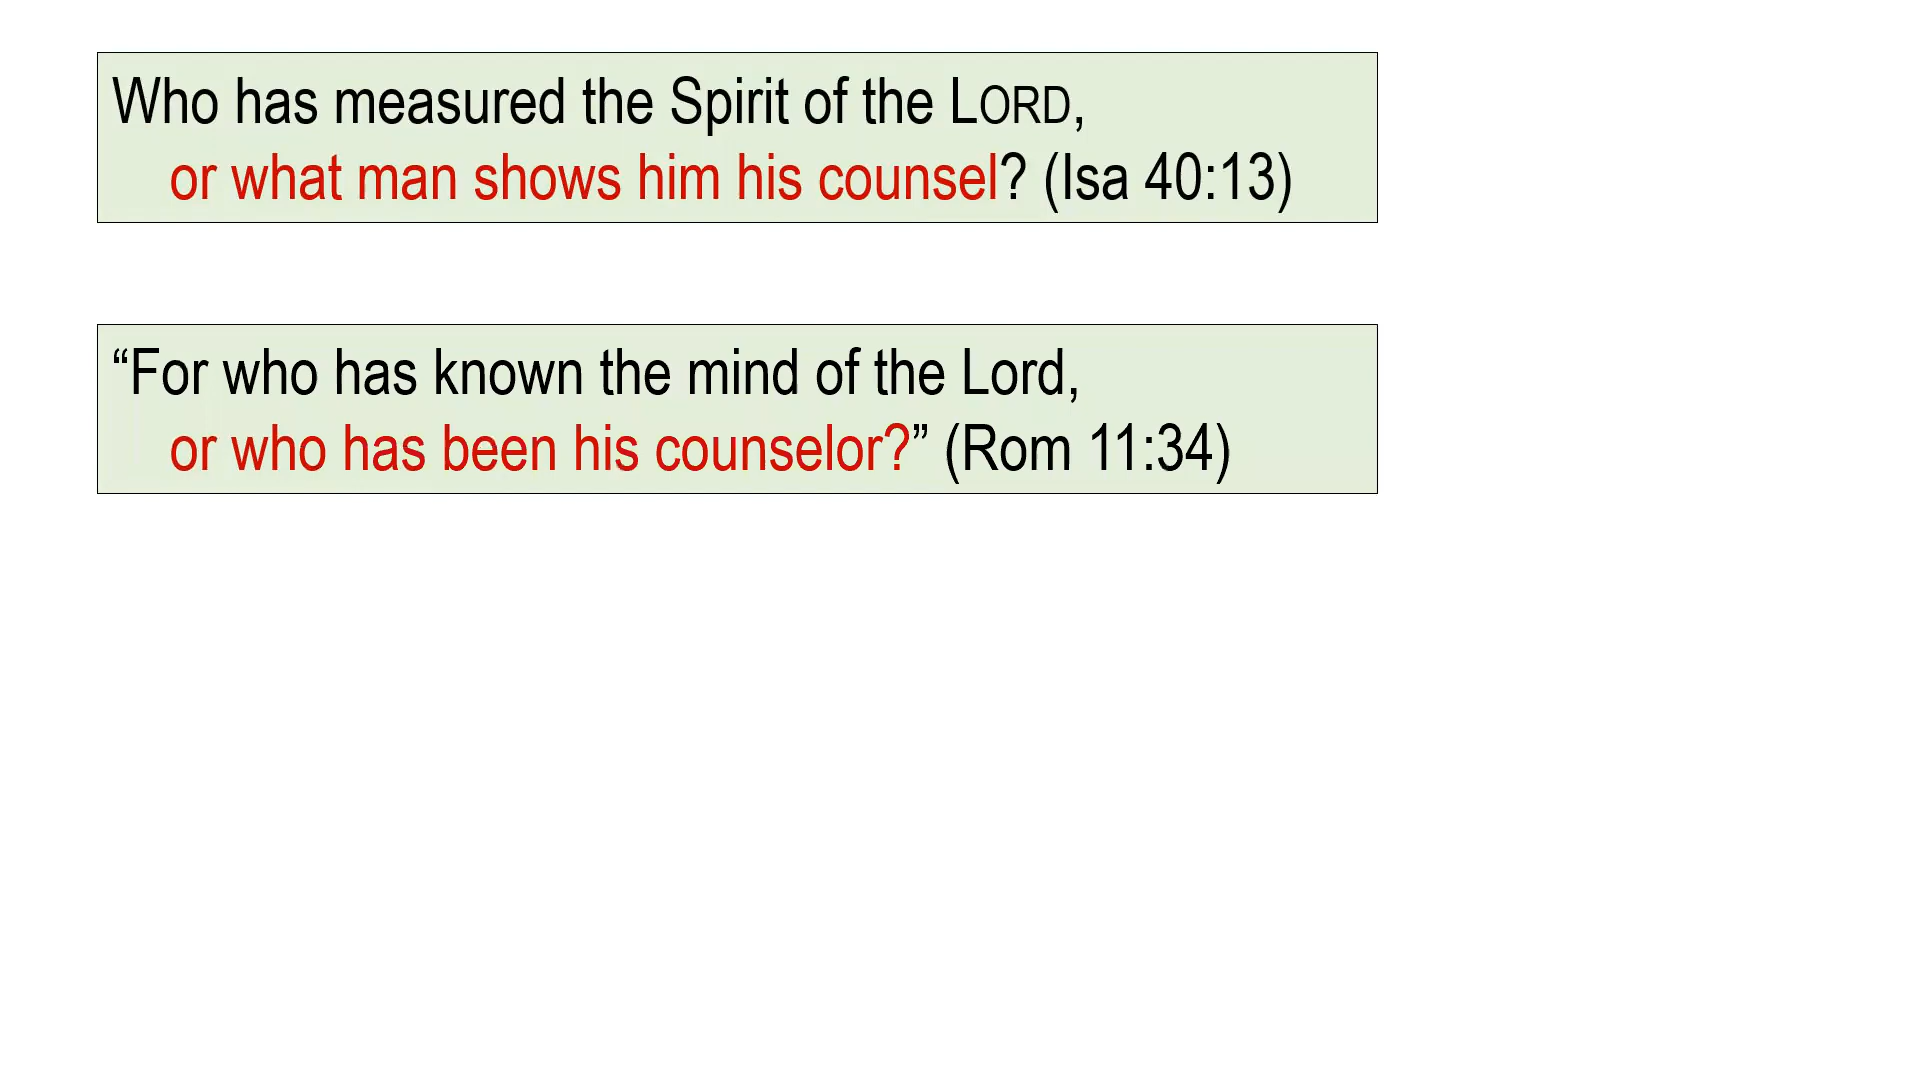 Who has measured the Spirit of the LORD,
or what man shows him his counsel? (Isa 40:13)
“For who has known the mind of the Lord,
or who has been his counselor?” (Rom 11:34)